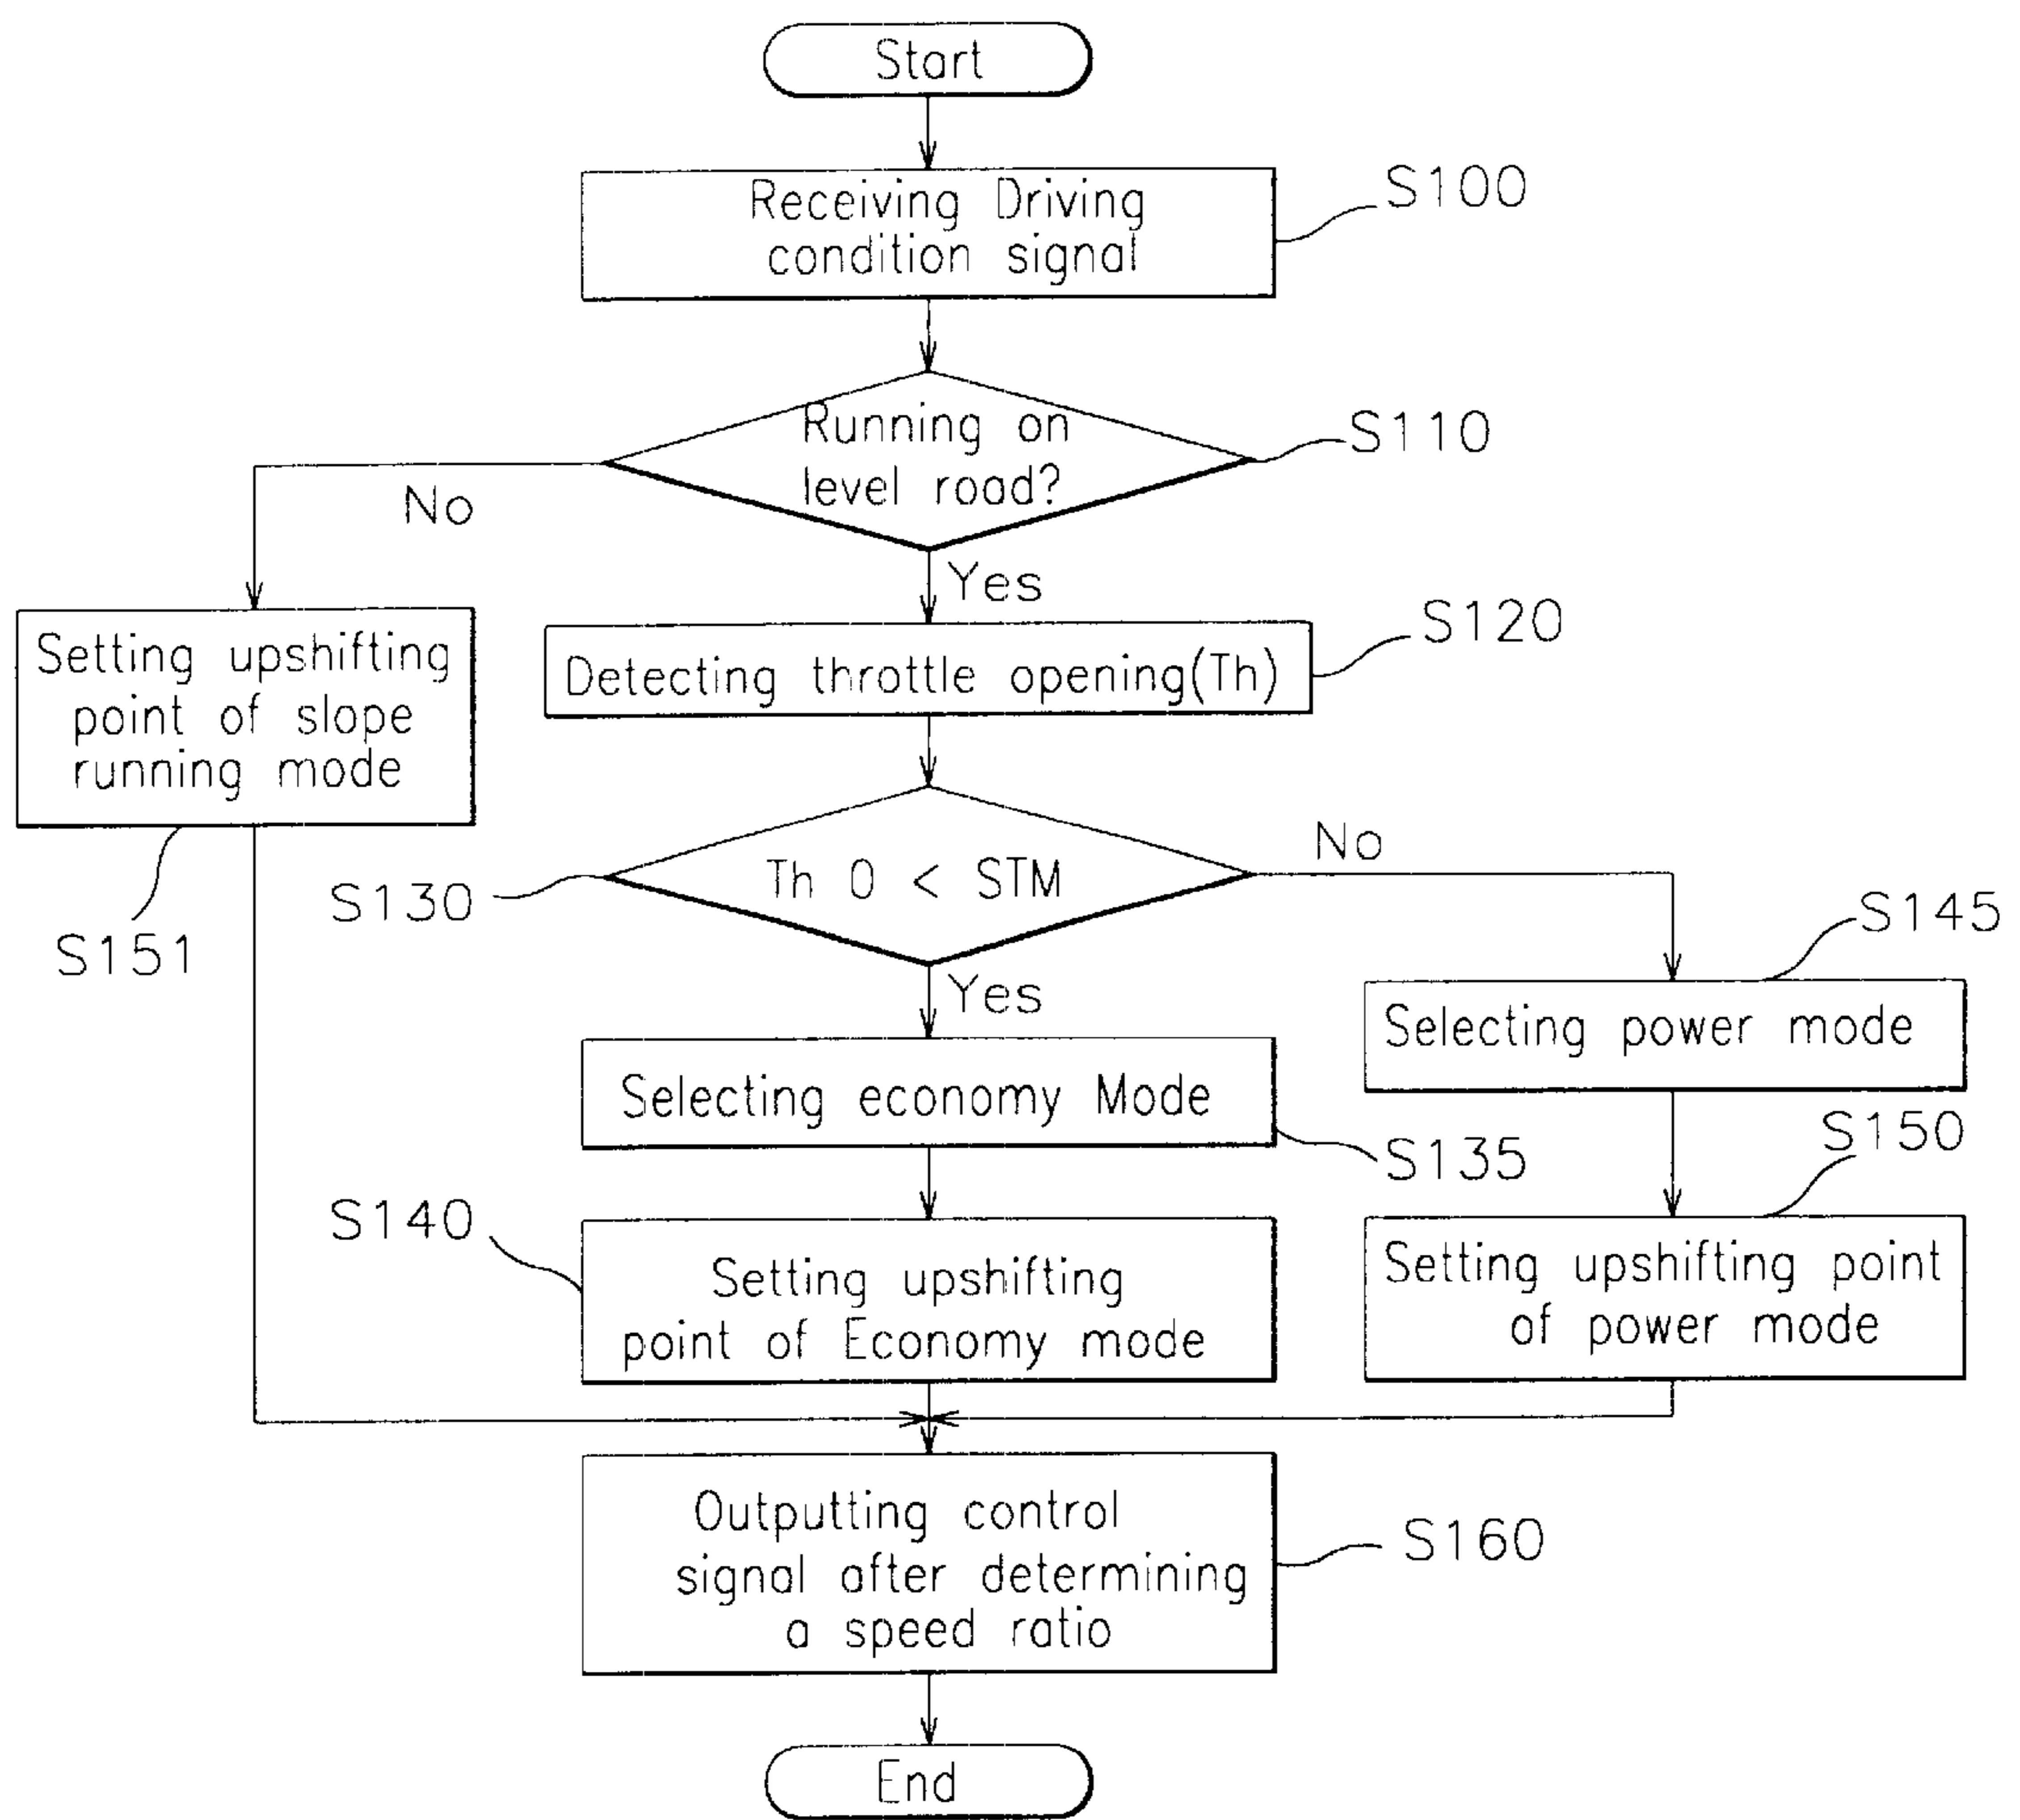 Start
Receiving Driving
condition signal
S100
Running on
level road?
S110
No
Yes
Setting upshifting
point of slope
running mode
S151
Detecting throttle opening(Th)
S120
Th 0 < STM
S130
No
Yes
Selecting power mode
S145
Selecting economy Mode
S135
Setting upshifting
point of Economy mode
S140
Setting upshifting point
of power mode
S150
Outputting control
signal after determining
a speed ratio
S160
End